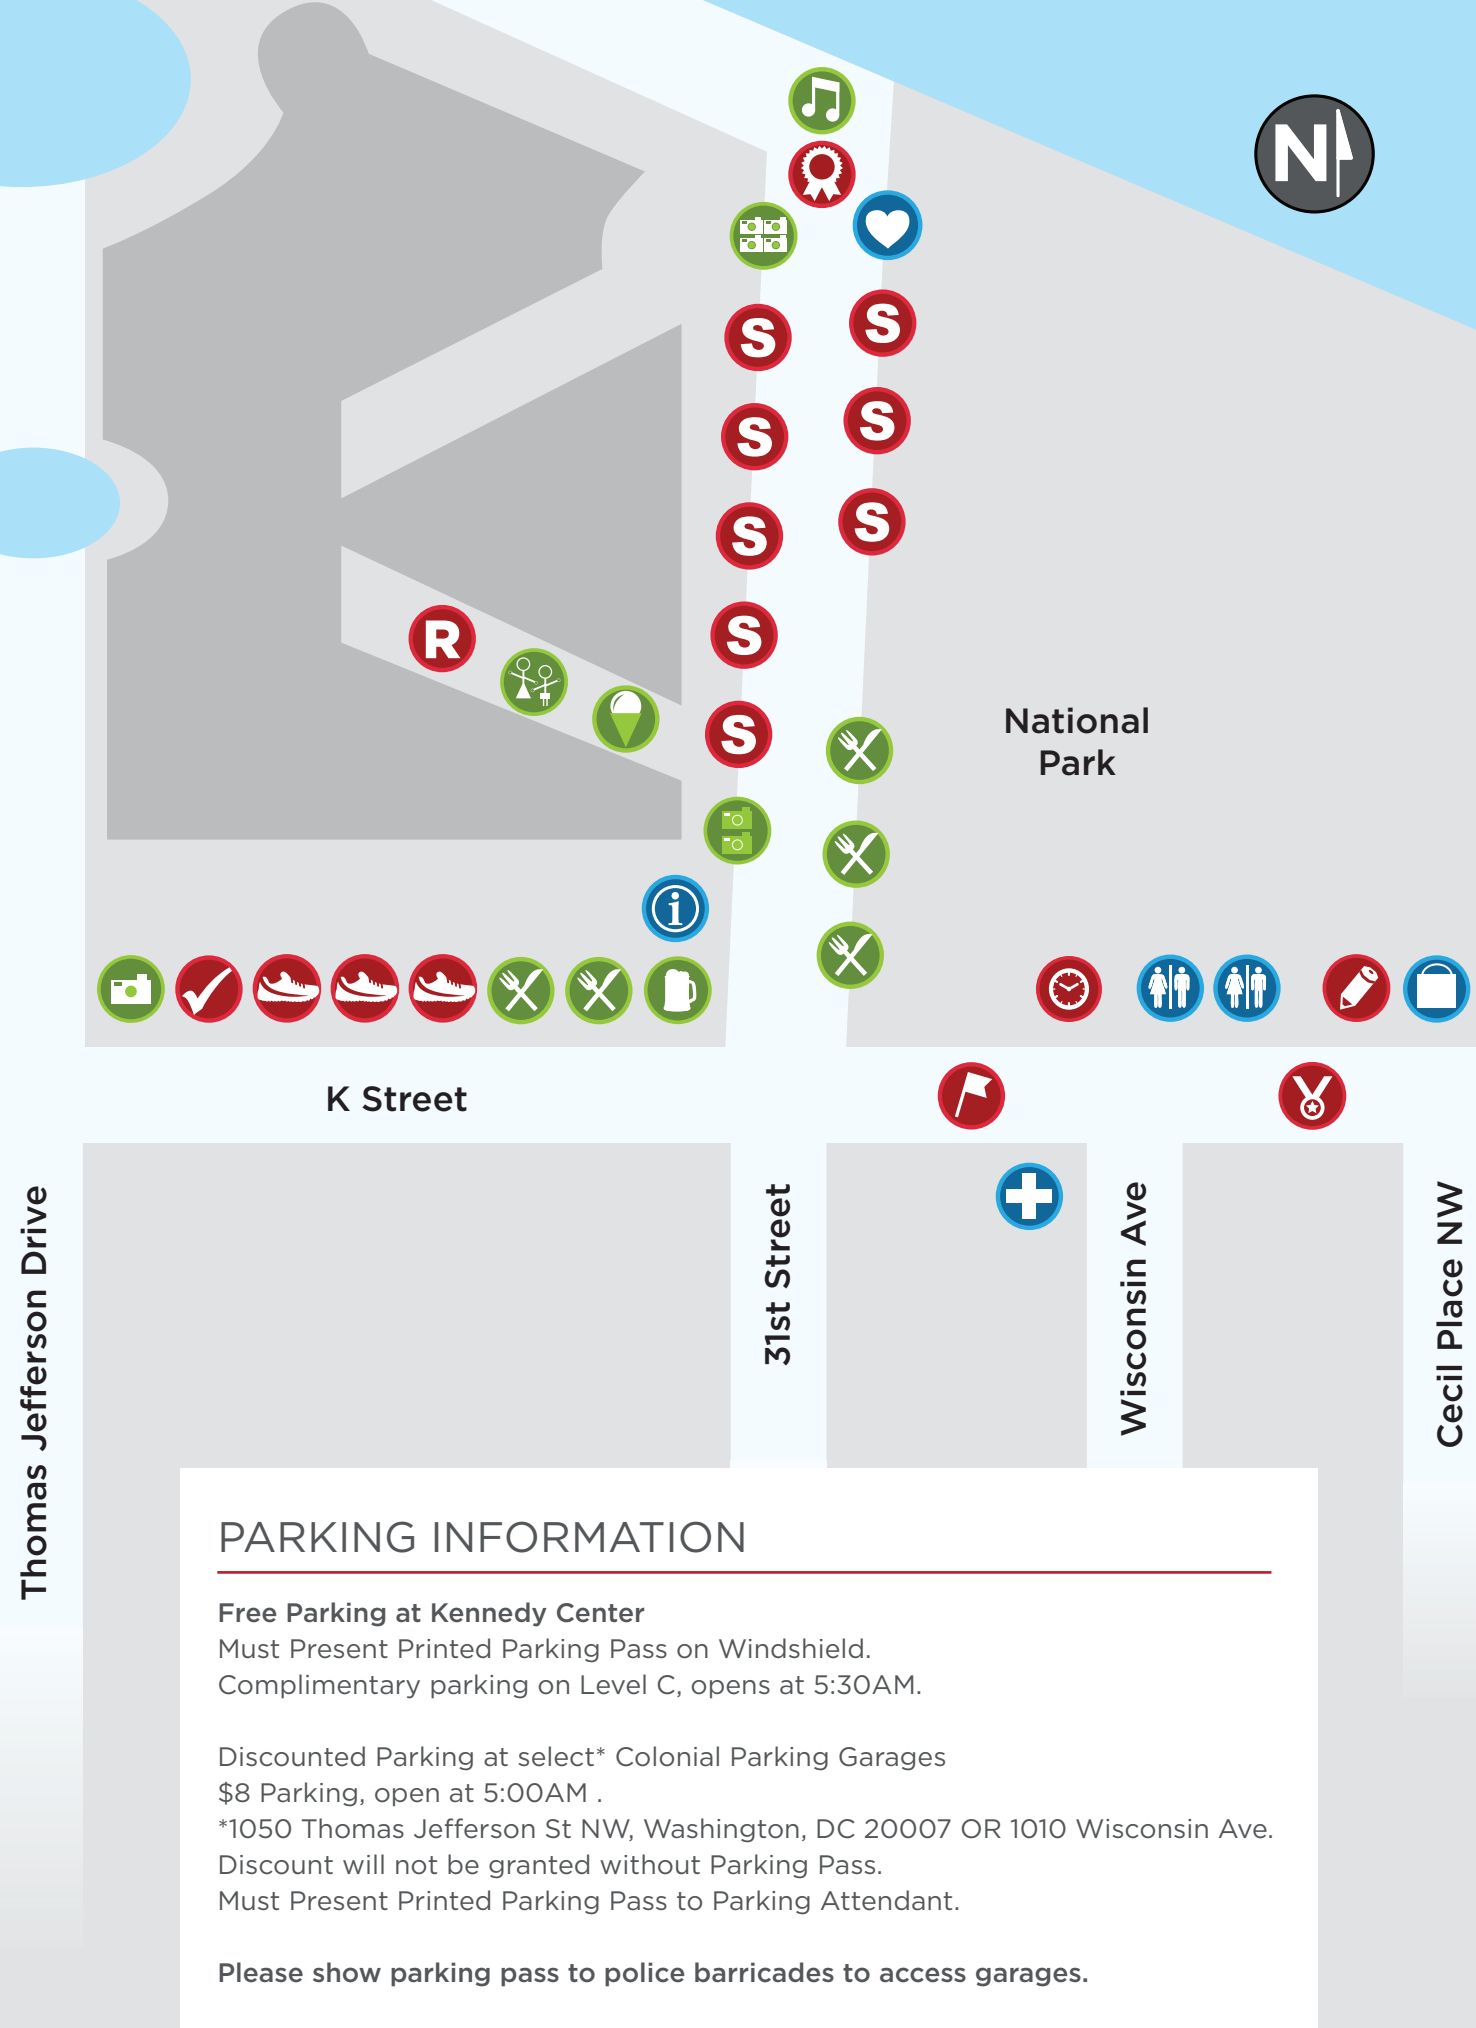 N
S
S
S
S
S
S
S
R
S
National
Park
i
K Street
Thomas Jefferson Drive
31st Street
Wisconsin Ave
Cecil Place NW
PARKING INFORMATION
Free Parking at Kennedy Center
Must Present Printed Parking Pass on Windshield.
Complimentary parking on Level C, opens at 5:30AM.
Discounted Parking at select* Colonial Parking Garages
$8 Parking, open at 5:00AM .
*1050 Thomas Jefferson St NW, Washington, DC 20007 OR 1010 Wisconsin Ave.
Discount will not be granted without Parking Pass.
Must Present Printed Parking Pass to Parking Attendant.
Please show parking pass to police barricades to access garages.